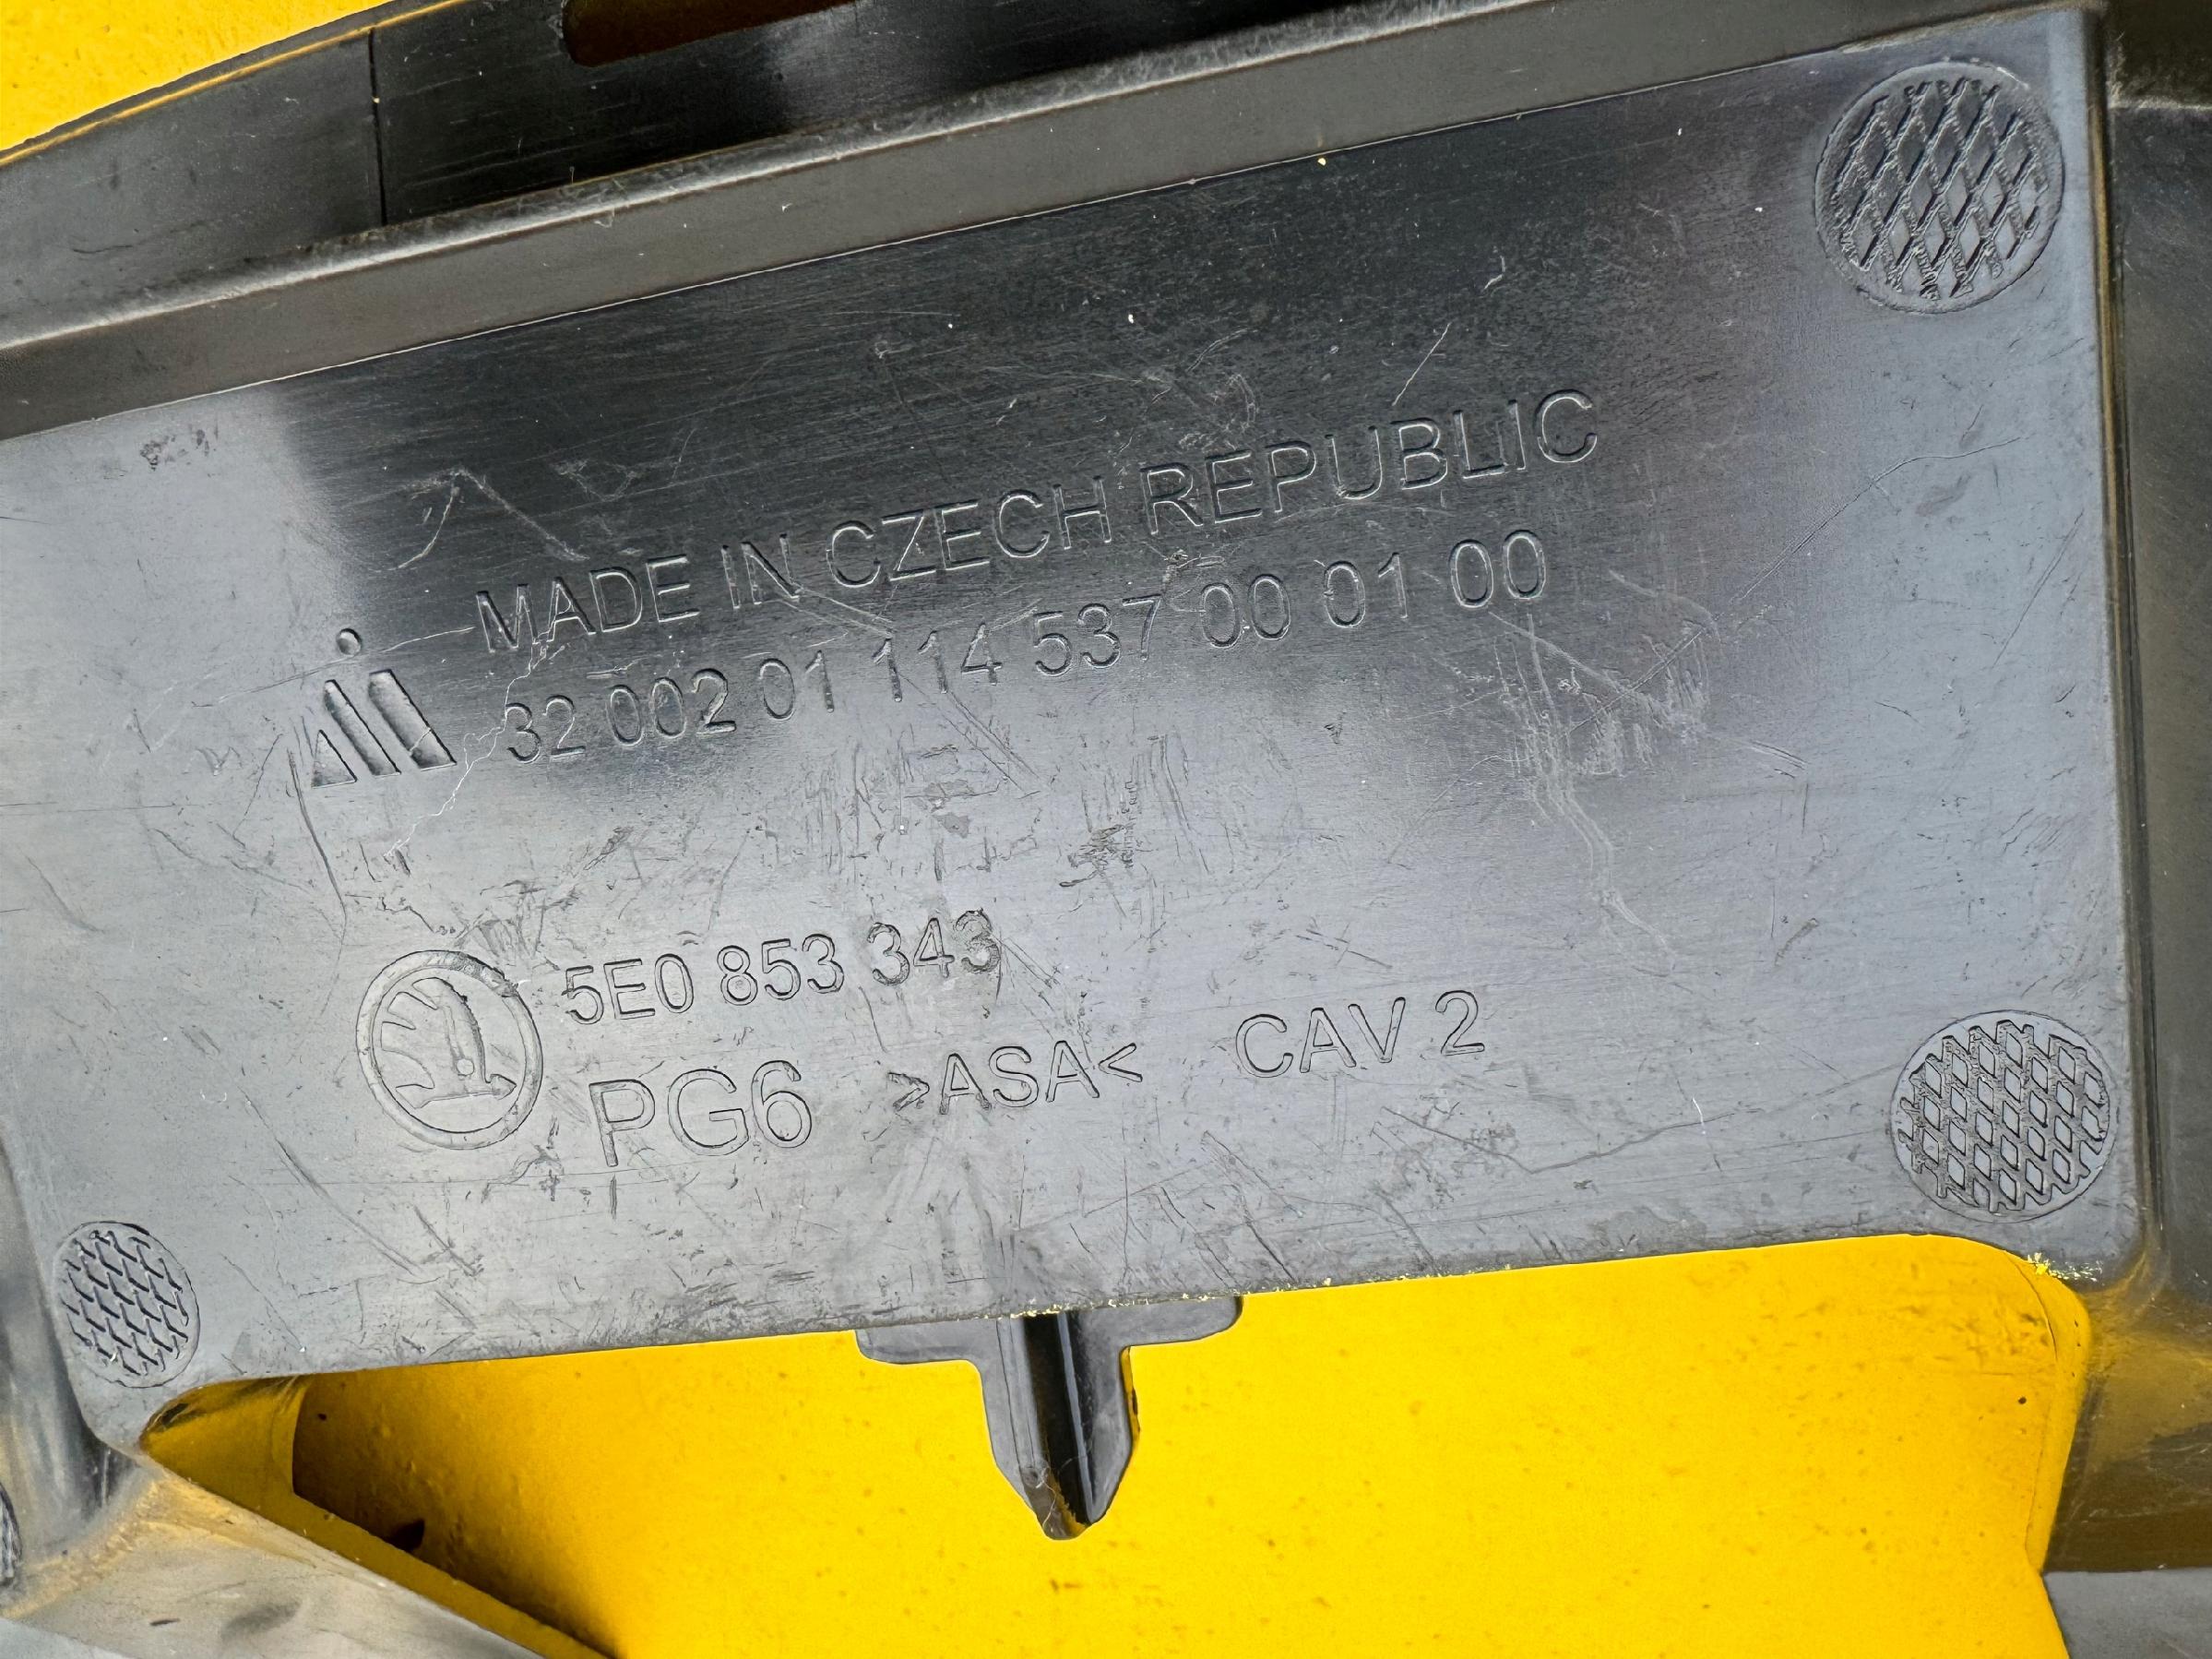 MADE IN CZECH REPUBLIC
32 002 01 114 537 00 01 00
5E0 853 343
PG6 >ASA< CAV 2